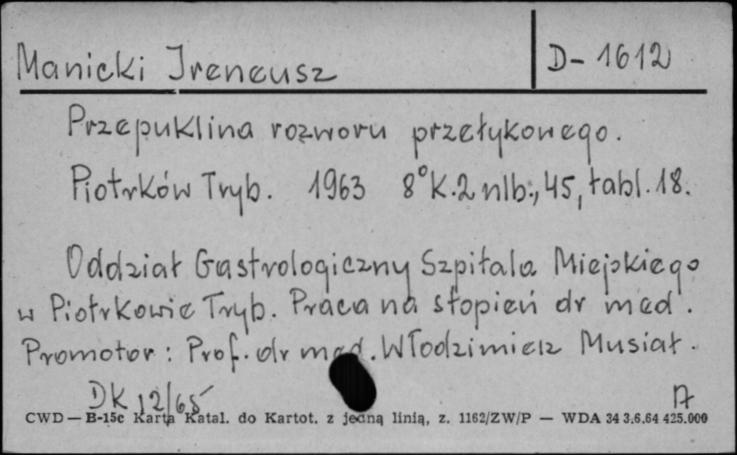 Manicki Ireneusz D-1612
Przepuklina rozworu przełykowego.
Piotrków Tryb. 1963 8°K.2 nlb., 45, tabl. 18.
Oddział Gastrologiczny Szpitala Miejskiego
w Piotrkowie Tryb. Praca na stopień dr med.
Promotor: Prof. dr med. Włodzimierz Musiał.
DK 12/65
CWD — B-15c Karta Katal. do Kartot. z jedną linią, z. 1162/ZW/P — WDA 34 3.6.64 425.000